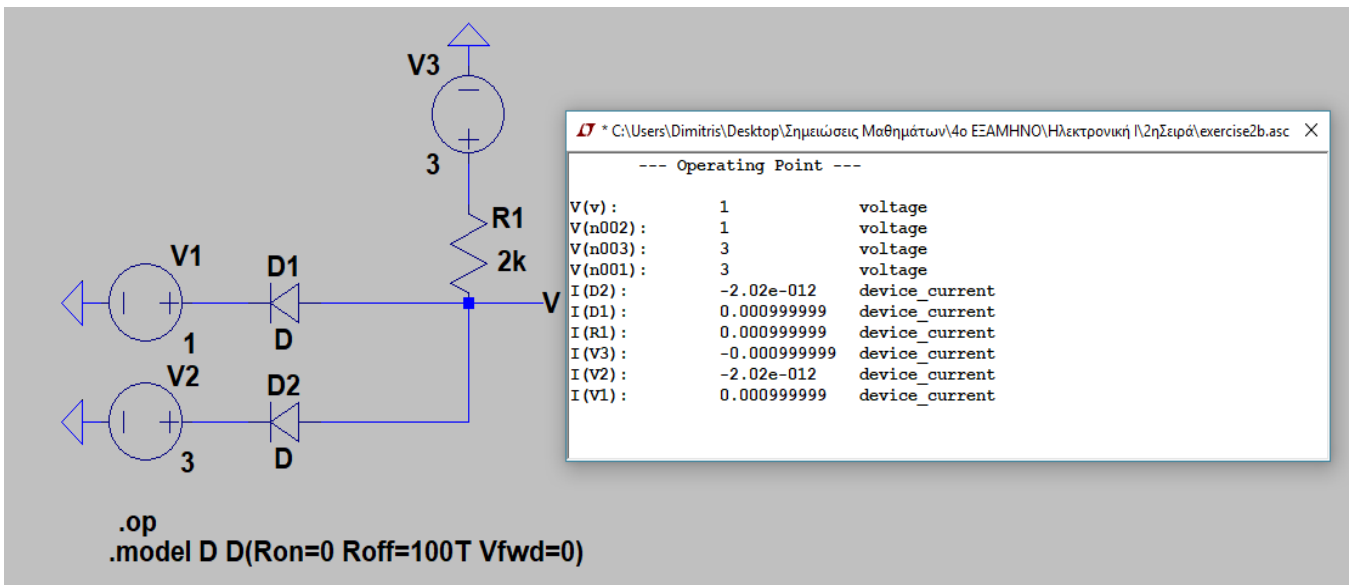 V3
3
R1
2k
V1
D1
V
1
D
V2
D2
3
D
.op
.model D D(Ron=0 Roff=100T Vfwd=0)
* C:\Users\Dimitris\Desktop\Σημειώσεις Μαθημάτων\4ο ΕΞΑΜΗΝΟ\Ηλεκτρονική Ι\2ηΣειρά\exercise2b.asc
--- Operating Point ---
V(v): 1 voltage
V(n002): 1 voltage
V(n003): 3 voltage
V(n001): 3 voltage
I(D2): -2.02e-012 device_current
I(D1): 0.000999999 device_current
I(R1): 0.000999999 device_current
I(V3): -0.000999999 device_current
I(V2): -2.02e-012 device_current
I(V1): 0.000999999 device_current